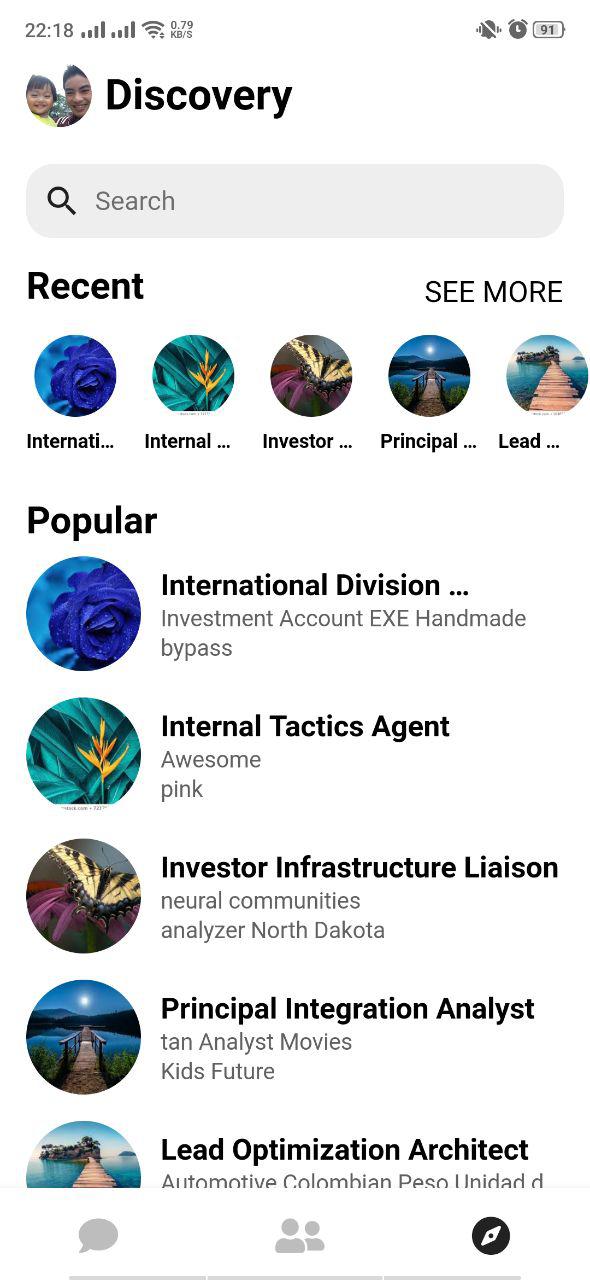 22:18
0.79
KB/S
91
Discovery
Search
Recent
SEE MORE
Internati...
Internal ...
Investor ...
Principal ...
Lead ...
Popular
International Division ...
Investment Account EXE Handmade
bypass
Internal Tactics Agent
Awesome
pink
Investor Infrastructure Liaison
neural communities
analyzer North Dakota
Principal Integration Analyst
tan Analyst Movies
Kids Future
Lead Optimization Architect
Automotive Colombian Peso Unidad d